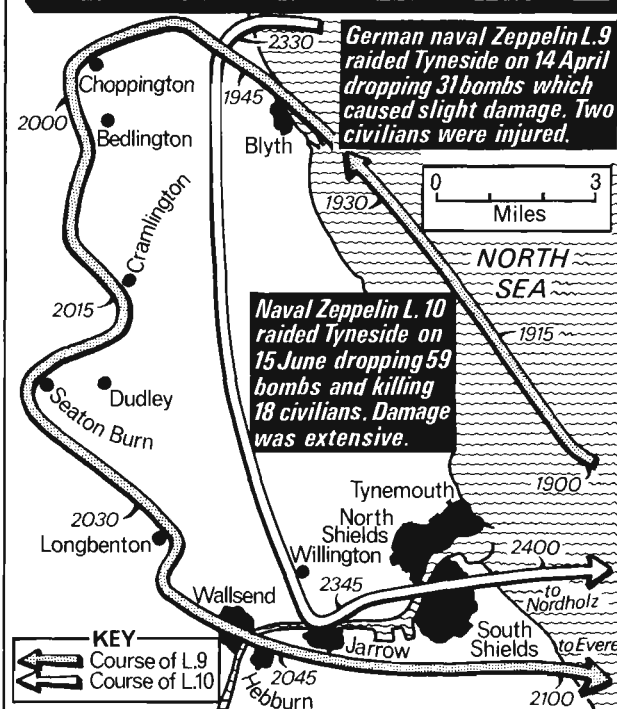 2330
German naval Zeppelin L.9
raided Tyneside on 14 April
dropping 31 bombs which
caused slight damage. Two
civilians were injured.
Choppington
1945
2000
Bedlington
Blyth
0 3
Miles
1930
NORTH
SEA
Cramlington
2015
Naval Zeppelin L. 10
raided Tyneside on
15 June dropping 59
bombs and killing
18 civilians. Damage
was extensive.
1915
Dudley
Seaton Burn
1900
Tynemouth
2030
North
Shields
Longbenton
Willington
2400
2345
to
Nordholz
Wallsend
South
Shields
Jarrow
to Evere
Hebburn
2045
2100
KEY
Course of L.9
Course of L.10